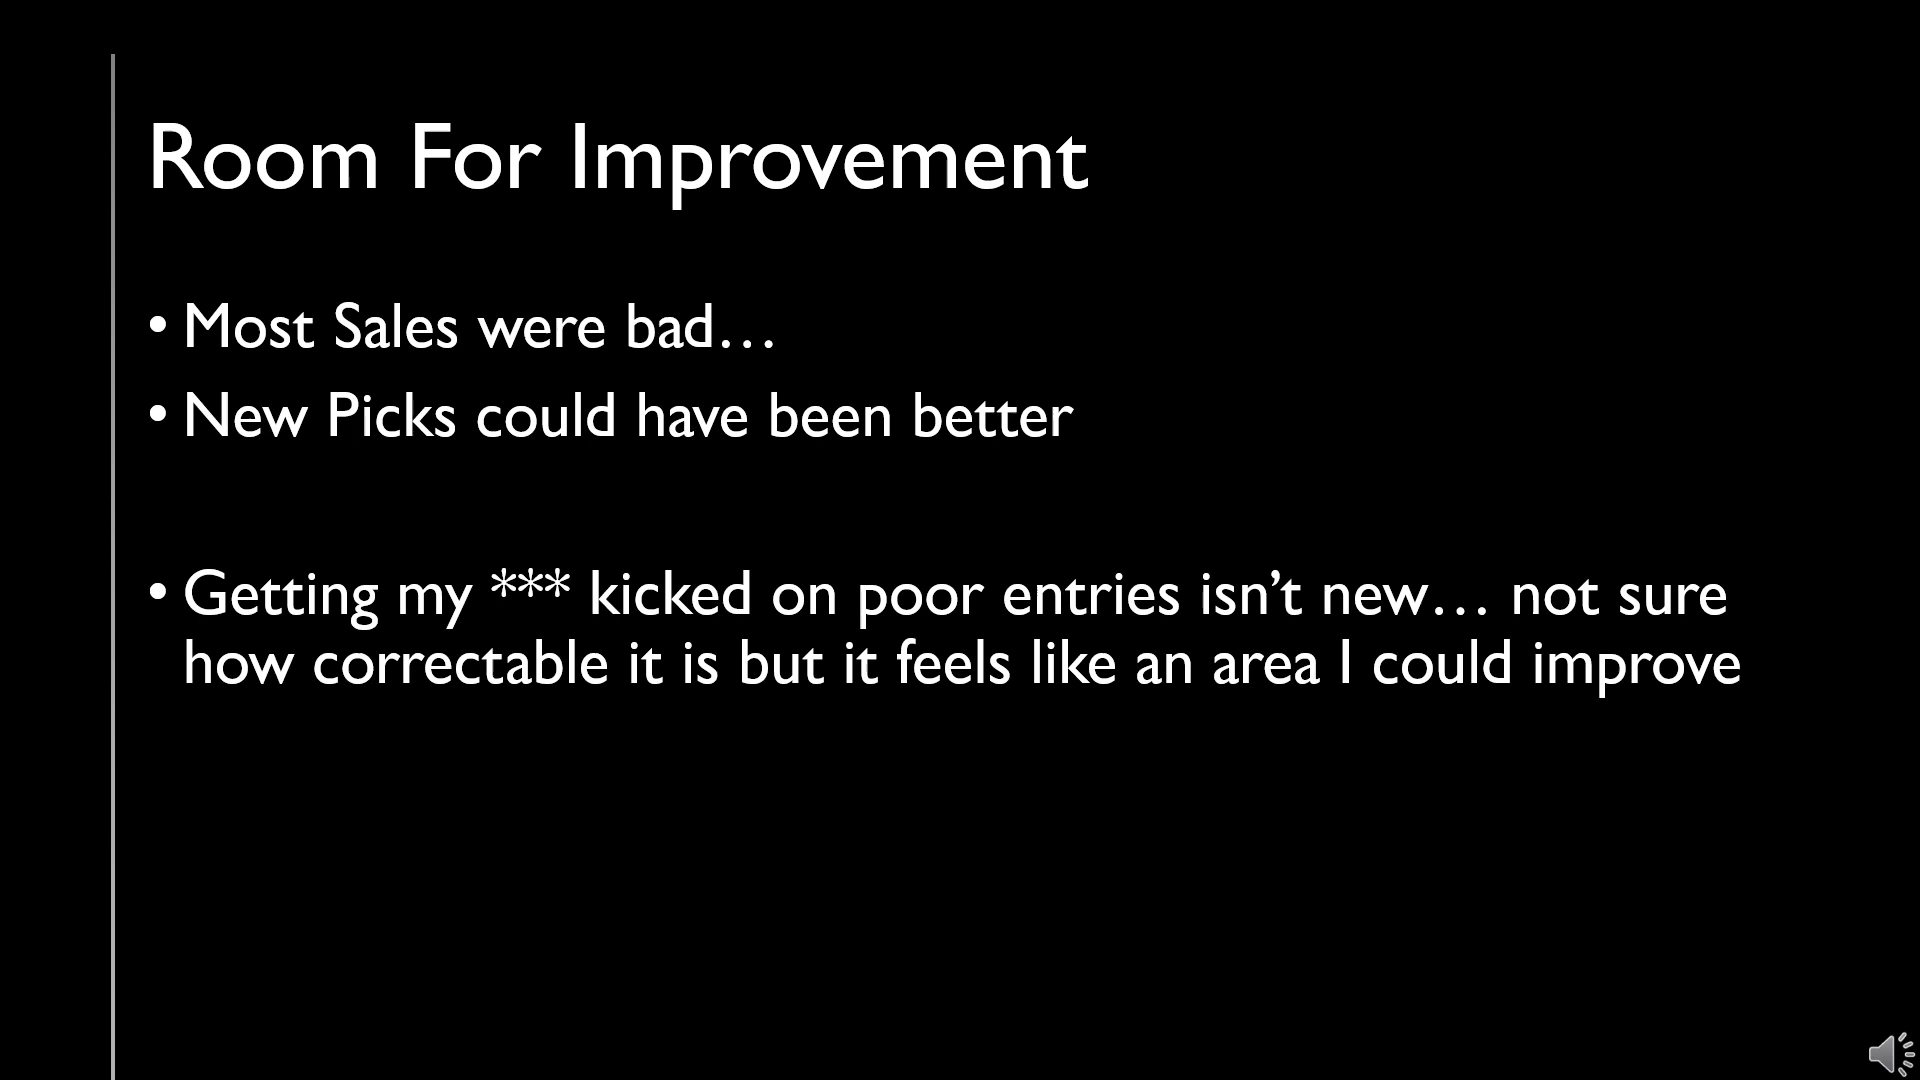 Room For Improvement
• Most Sales were bad…
• New Picks could have been better
• Getting my *** kicked on poor entries isn’t new… not sure
how correctable it is but it feels like an area I could improve